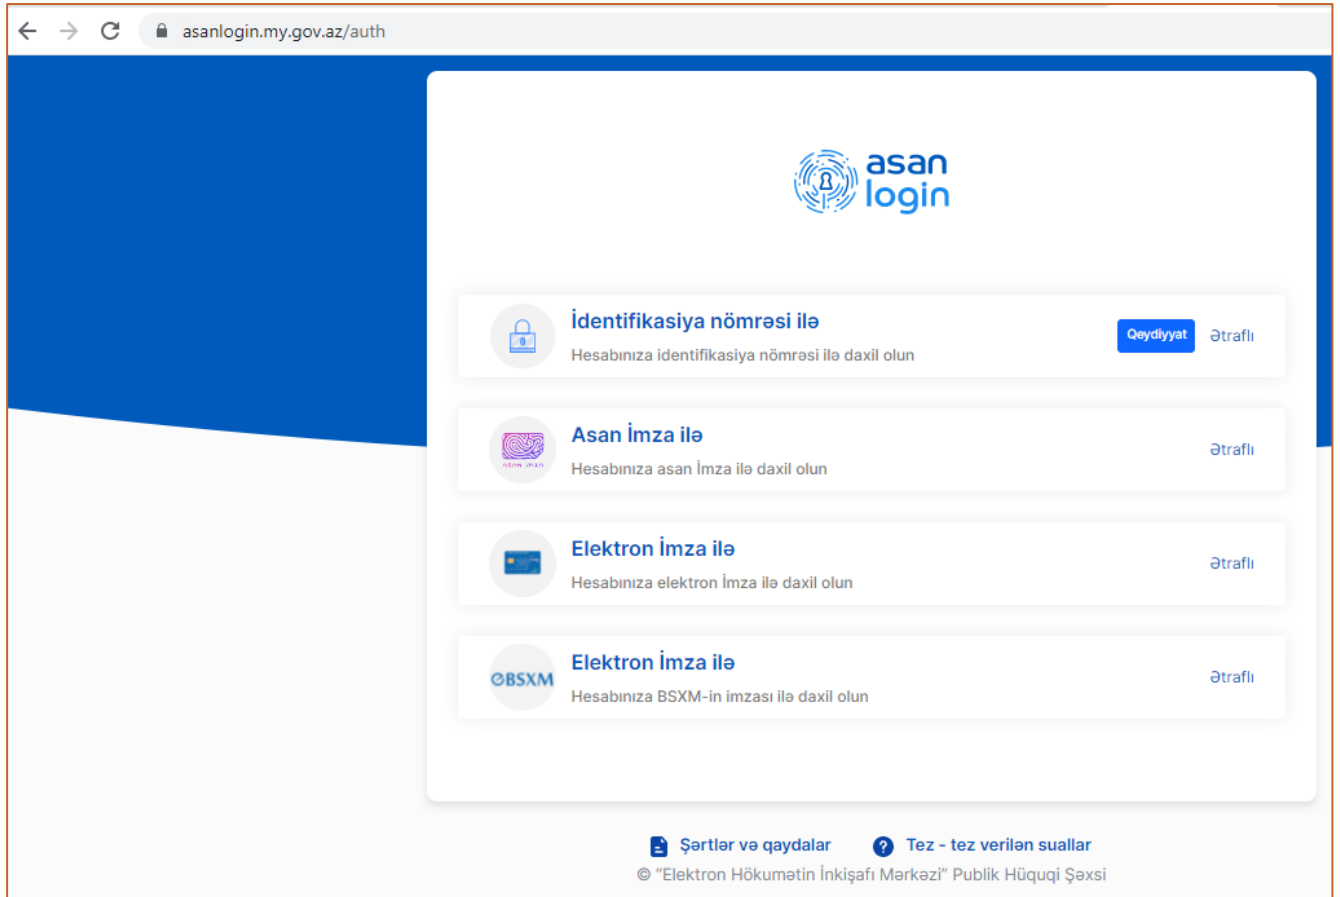 asanlogin.my.gov.az/auth
asan
login
İdentifikasiya nömrəsi ilə
Hesabınıza identifikasiya nömrəsi ilə daxil olun
Qeydiyyat
Ətraflı
asan imza
Asan İmza ilə
Hesabınıza asan İmza ilə daxil olun
Ətraflı
Elektron İmza ilə
Hesabınıza elektron İmza ilə daxil olun
Ətraflı
BSXM
Elektron İmza ilə
Hesabınıza BSXM-in imzası ilə daxil olun
Ətraflı
Şərtlər və qaydalar
Tez - tez verilən suallar
© “Elektron Hökumətin İnkişafı Mərkəzi” Publik Hüquqi Şəxsi